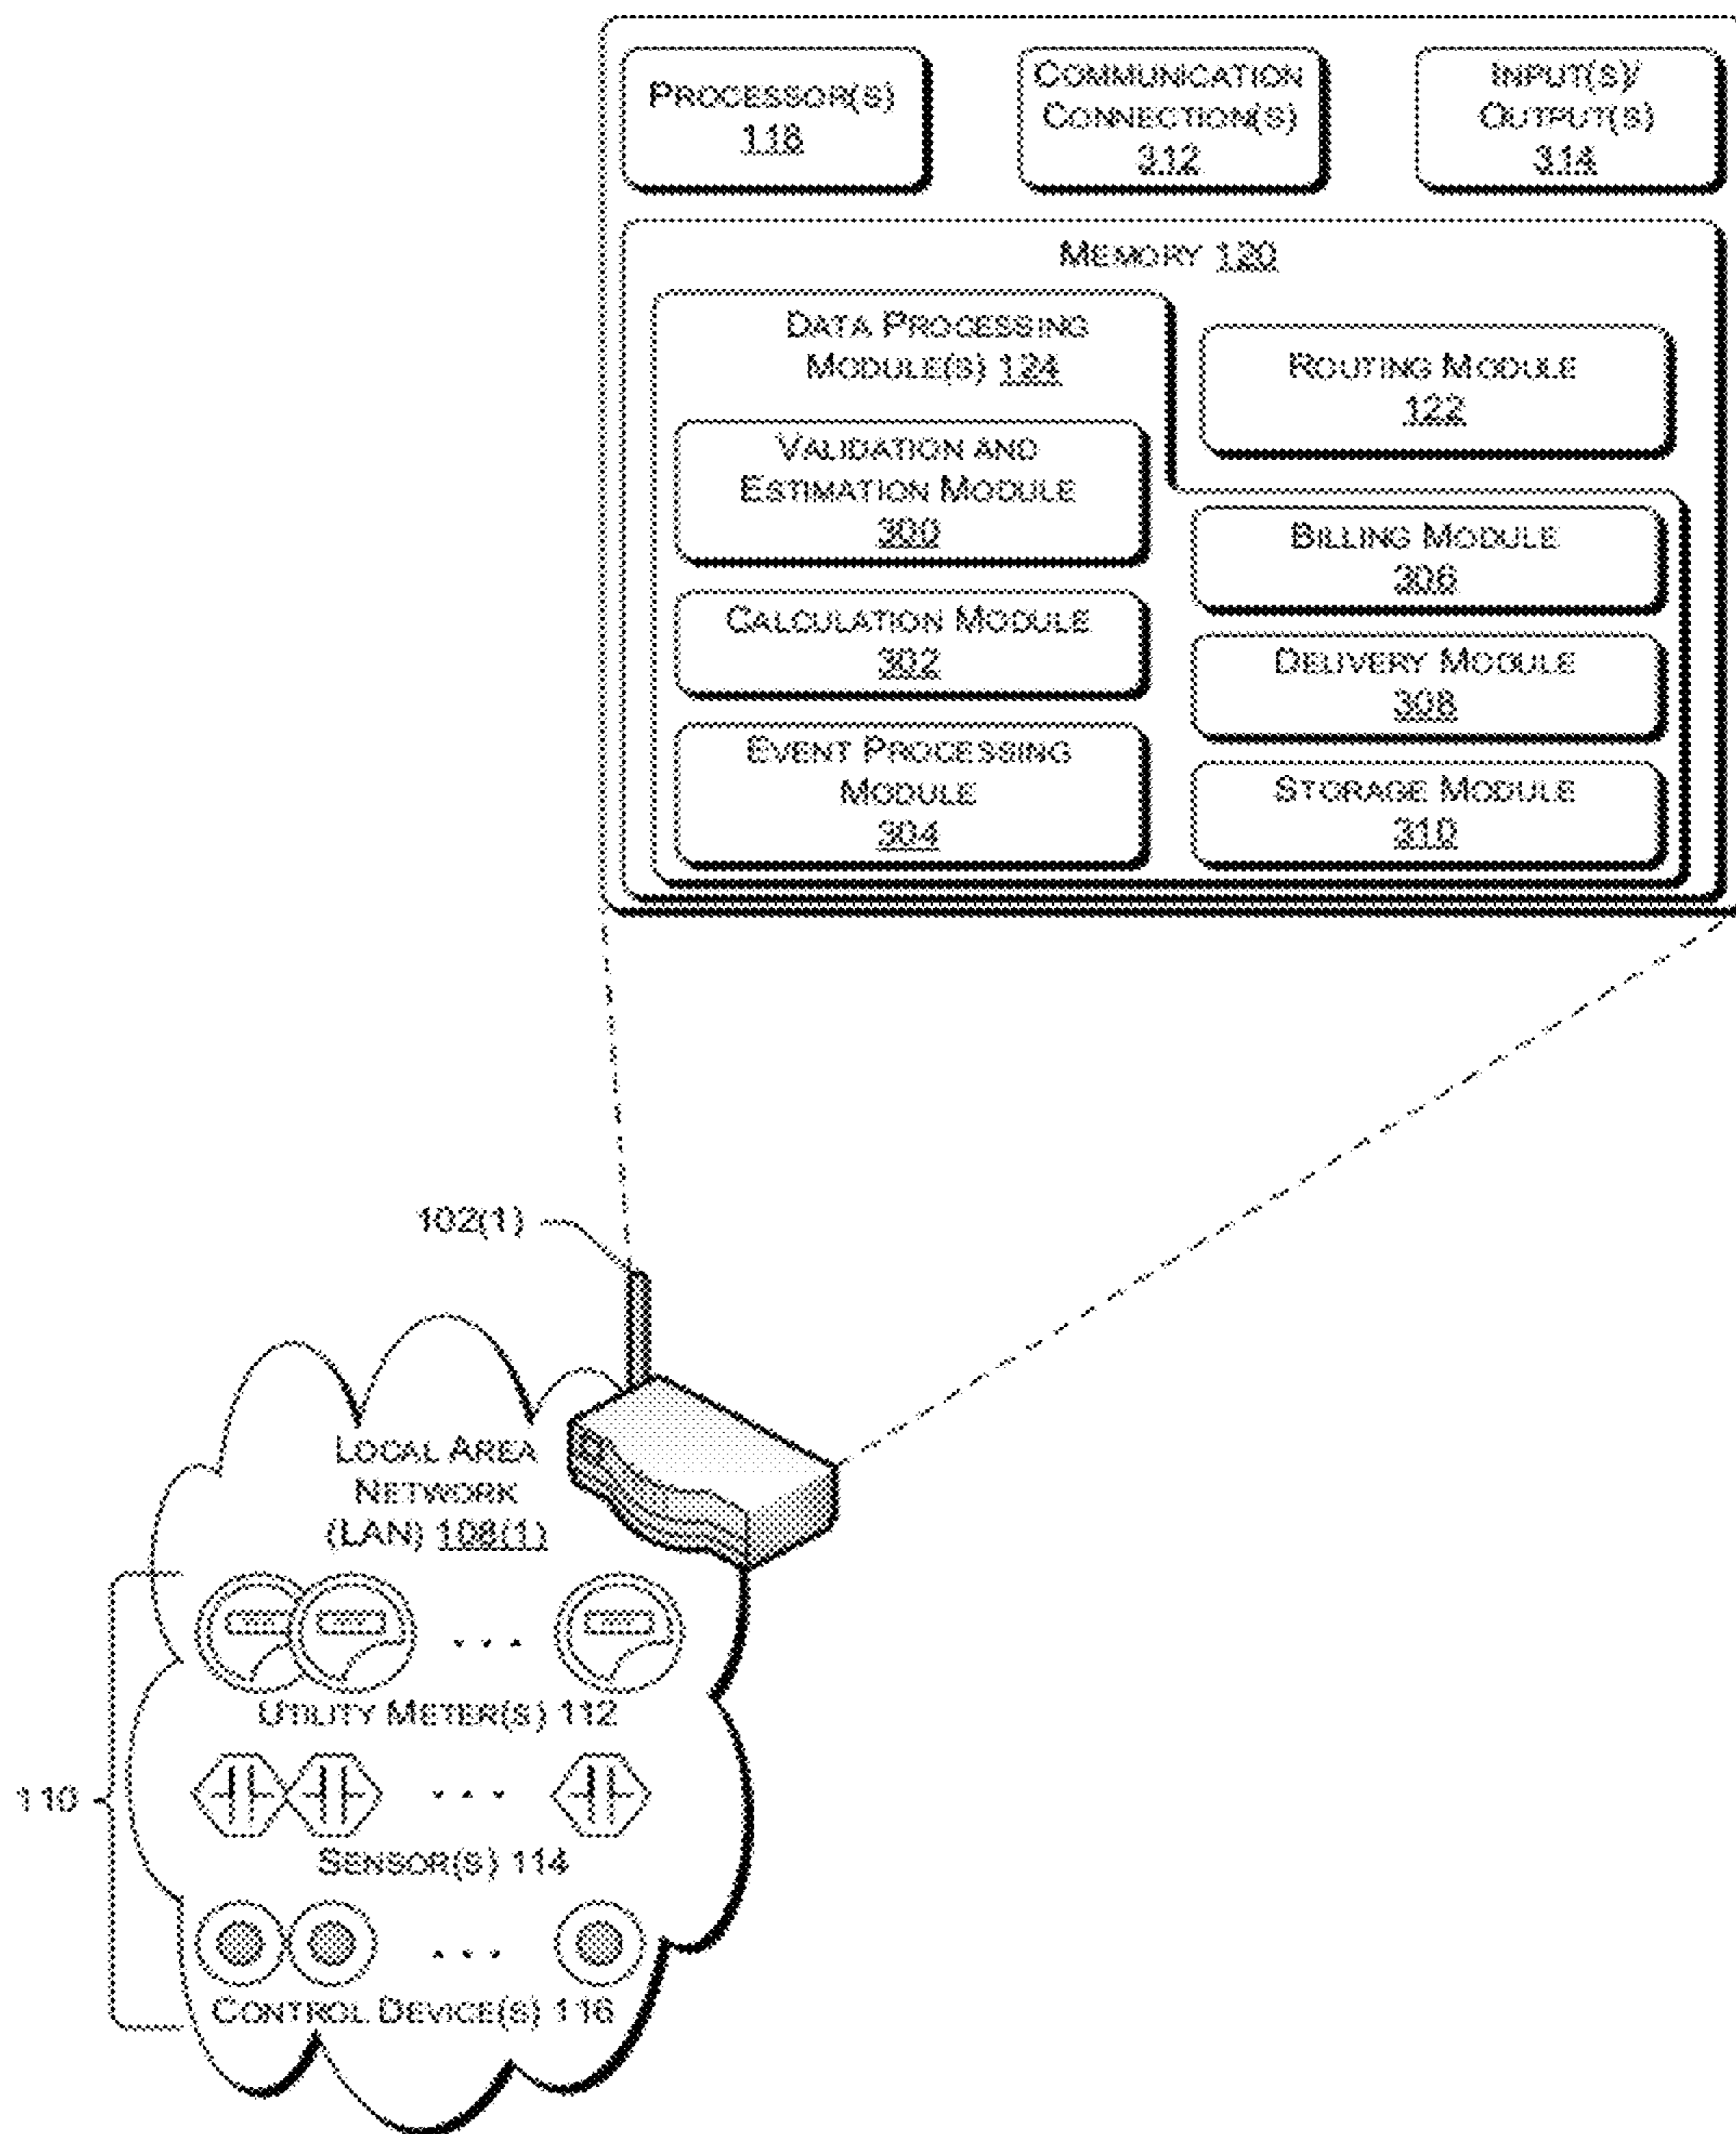 PROCESSOR(S)
118
COMMUNICATION
CONNECTION(S)
312
INPUT(S)/
OUTPUT(S)
314
MEMORY 120
DATA PROCESSING
MODULE(S) 124
VALIDATION AND
ESTIMATION MODULE
300
CALCULATION MODULE
302
EVENT PROCESSING
MODULE
304
ROUTING MODULE
122
BILLING MODULE
306
DELIVERY MODULE
308
STORAGE MODULE
310
102(1)
LOCAL AREA
NETWORK
(LAN) 108(1)
UTILITY METER(S) 112
110
SENSOR(S) 114
CONTROL DEVICE(S) 116